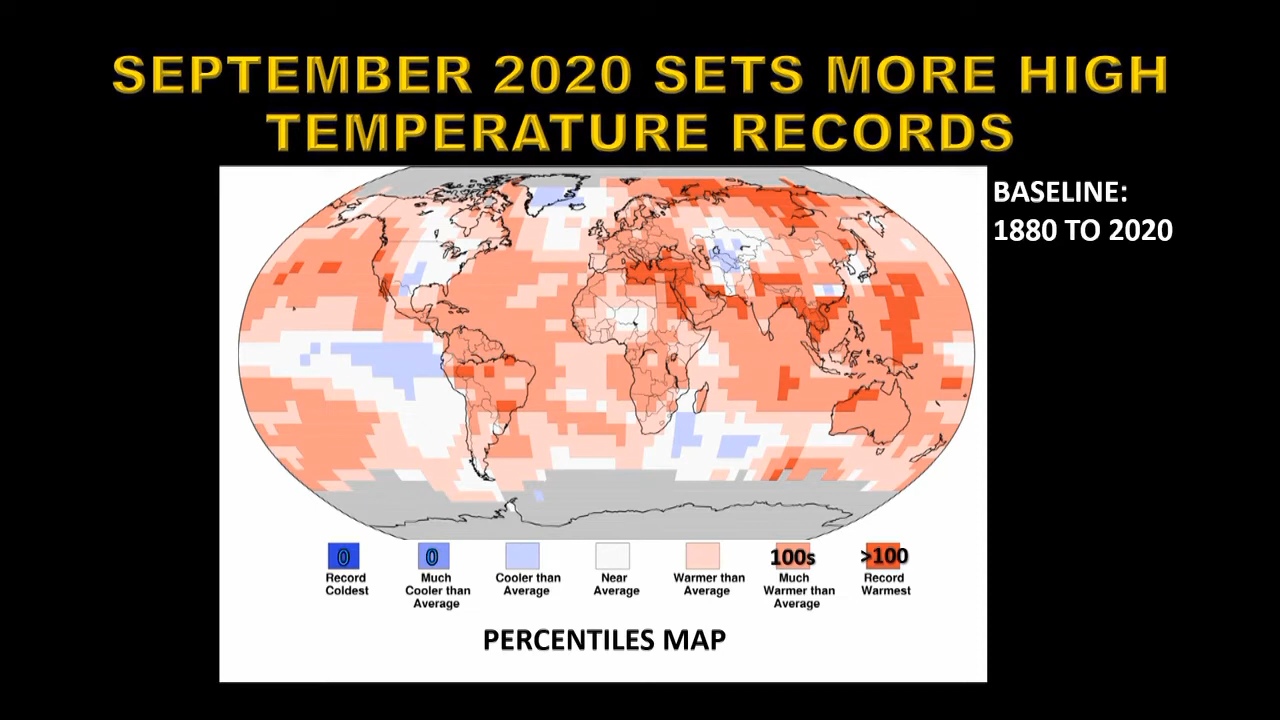 SEPTEMBER 2020 SETS MORE HIGH
TEMPERATURE RECORDS
BASELINE:
1880 TO 2020
0
0
100s
>100
Record
Coldest
Much
Cooler than
Average
Cooler than
Average
Near
Average
Warmer than
Average
Much
Warmer than
Average
Record
Warmest
PERCENTILES MAP